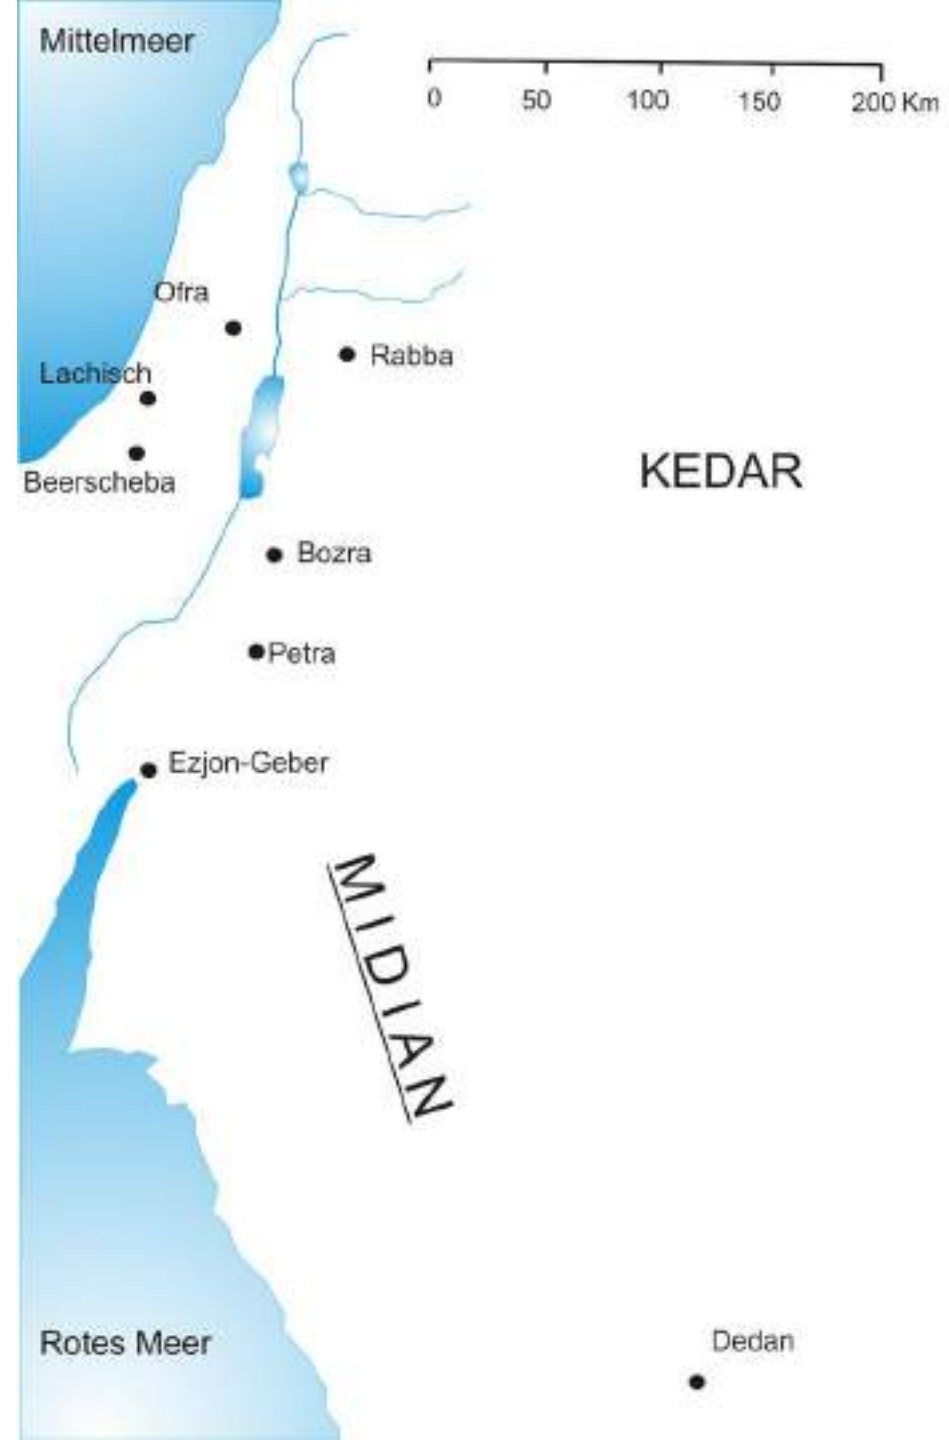 Mittelmeer
0 50 100 150 200 Km
Ofra
Rabba
Lachisch
KEDAR
Beerscheba
Bozra
Petra
Ezjon-Geber
MIDIAN
Rotes Meer
Dedan